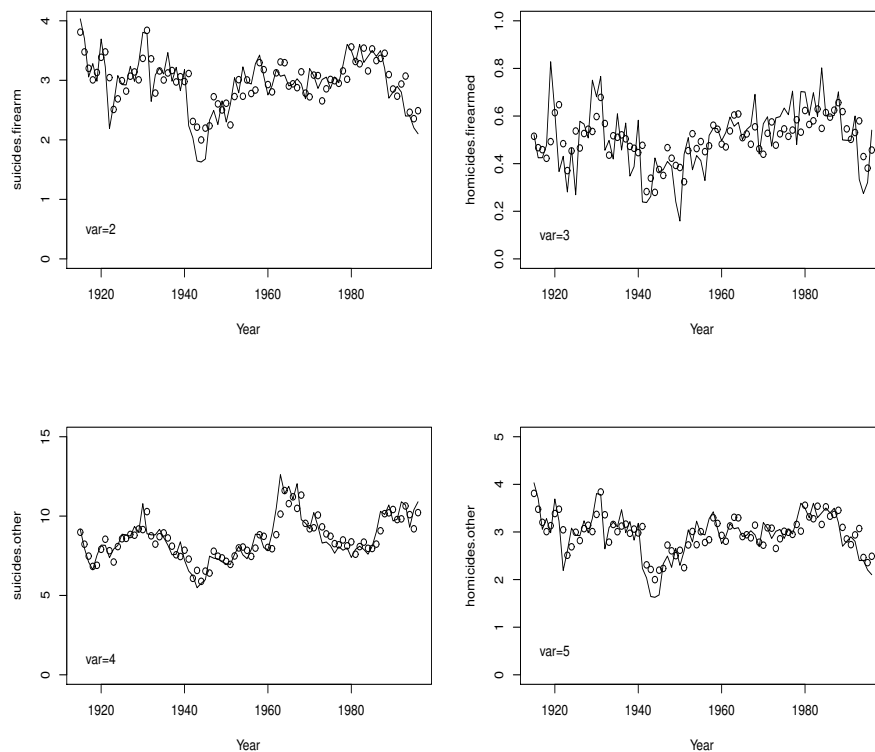 suicides.firearm
4
3
2
1
0
var=2
1920 1940 1960 1980
Year
homicides.firearmed
1.0
0.8
0.6
0.4
0.2
0.0
var=3
1920 1940 1960 1980
Year
suicides.other
15
10
5
0
var=4
1920 1940 1960 1980
Year
homicides.other
5
4
3
2
1
0
var=5
1920 1940 1960 1980
Year